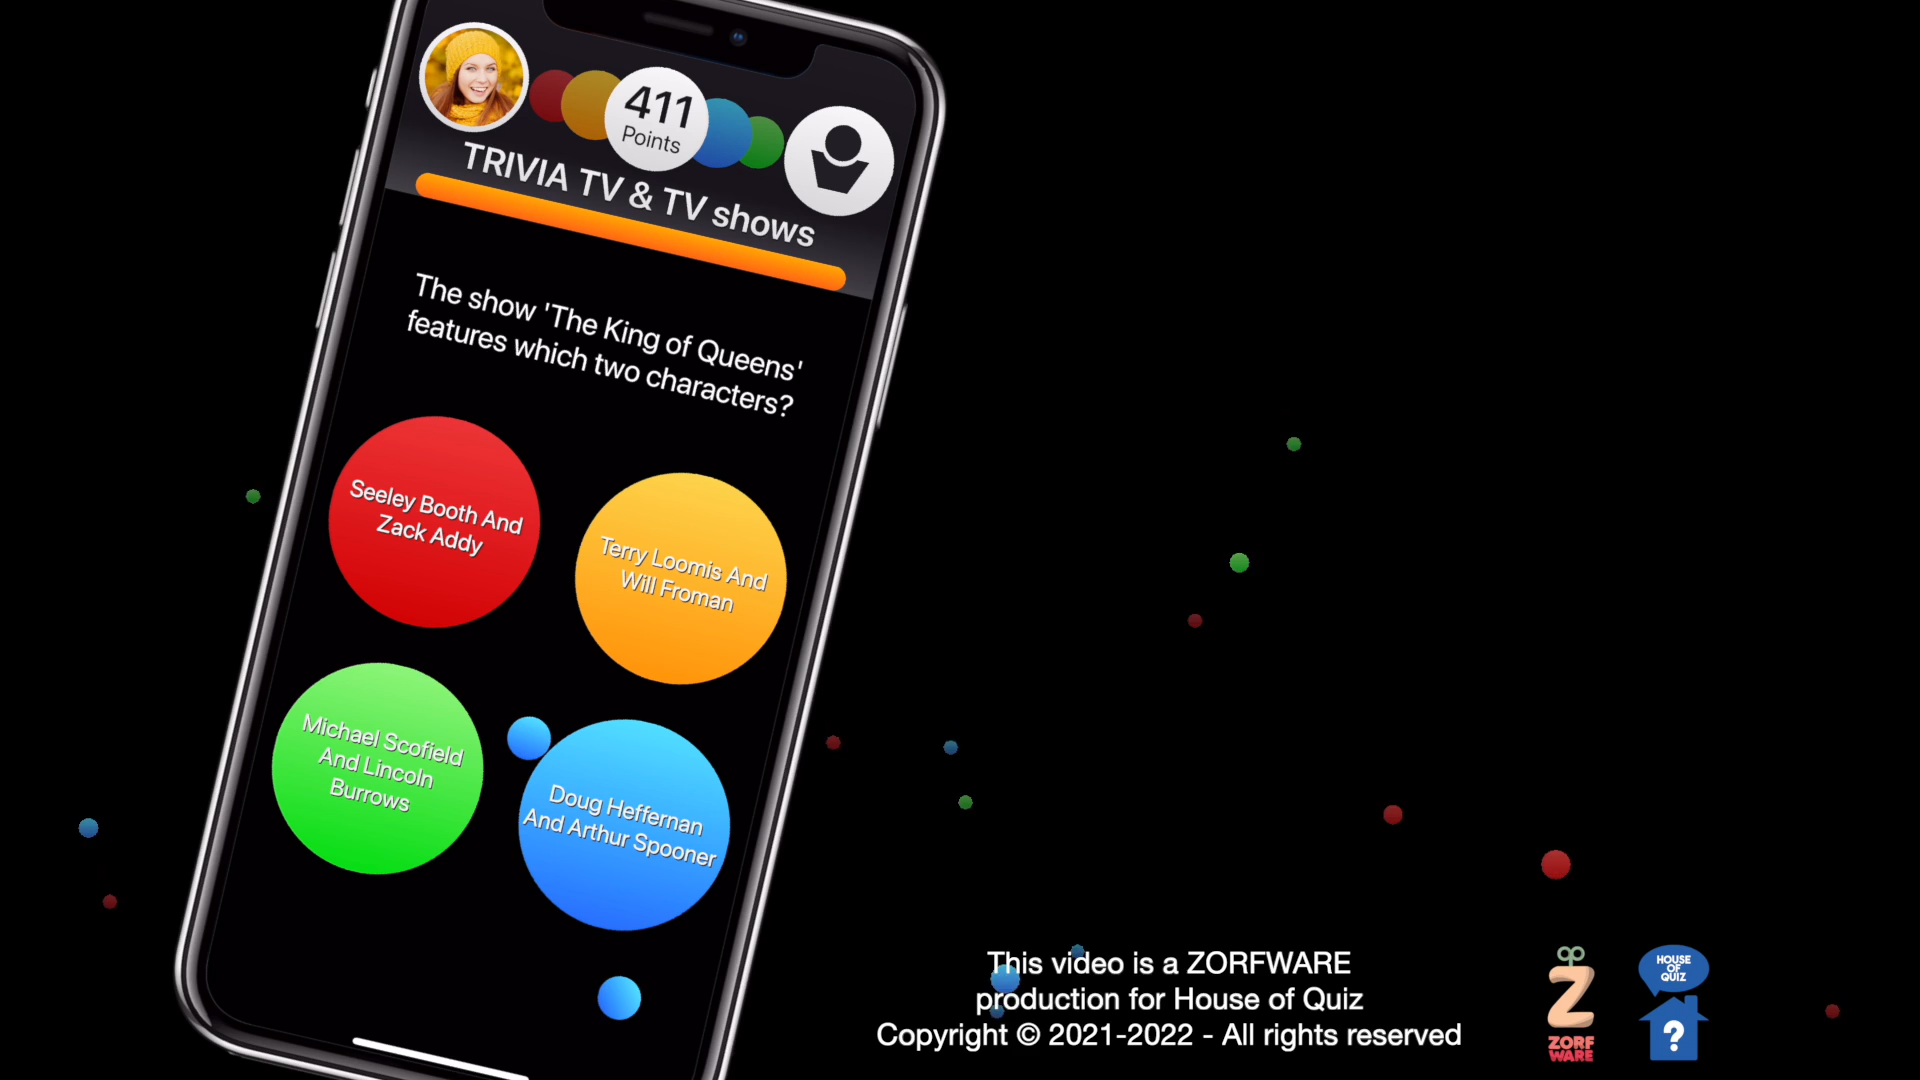 411
Points
TRIVIA TV & TV shows
The show 'The King of Queens'
features which two characters?
Seeley Booth And
Zack Addy
Terry Loomis And
Will Froman
Michael Scofield
And Lincoln
Burrows
Doug Heffernan
And Arthur Spooner
This video is a ZORFWARE
production for House of Quiz
Copyright © 2021-2022 - All rights reserved
Z
ZORF
WARE
HOUSE
OF
QUIZ
?